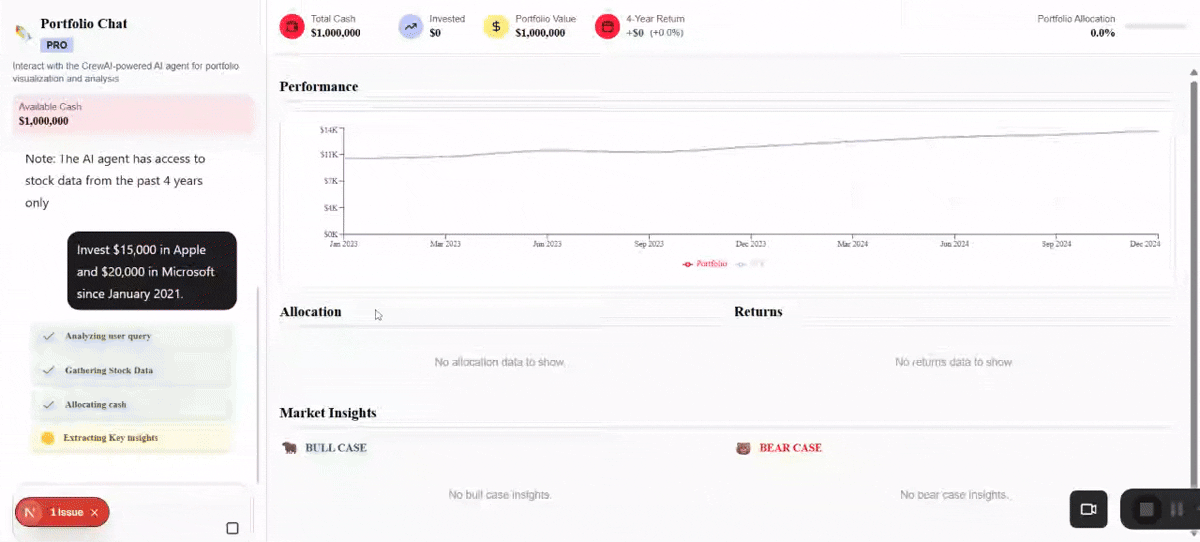 Portfolio Chat
PRO
Interact with the CrewAI-powered AI agent for portfolio
visualization and analysis
Available Cash
$1,000,000
Note: The AI agent has access to
stock data from the past 4 years
only
Invest $15,000 in Apple
and $20,000 in Microsoft
since January 2021.
Analyzing user query
Gathering Stock Data
Allocating cash
Extracting Key insights
N 1 Issue ×
Total Cash
$1,000,000
Invested
$0
Portfolio Value
$1,000,000
4-Year Return
+$0 (+0.0%)
Portfolio Allocation
0.0%
Performance
$14K
$11K
$7K
$4K
$0K
Jan 2023 Mar 2023 Jun 2023 Sep 2023 Dec 2023 Mar 2024 Jun 2024 Sep 2024 Dec 2024
Portfolio
Allocation
No allocation data to show
Returns
No returns data to show
Market Insights
BULL CASE
No bull case insights.
BEAR CASE
No bear case insights.